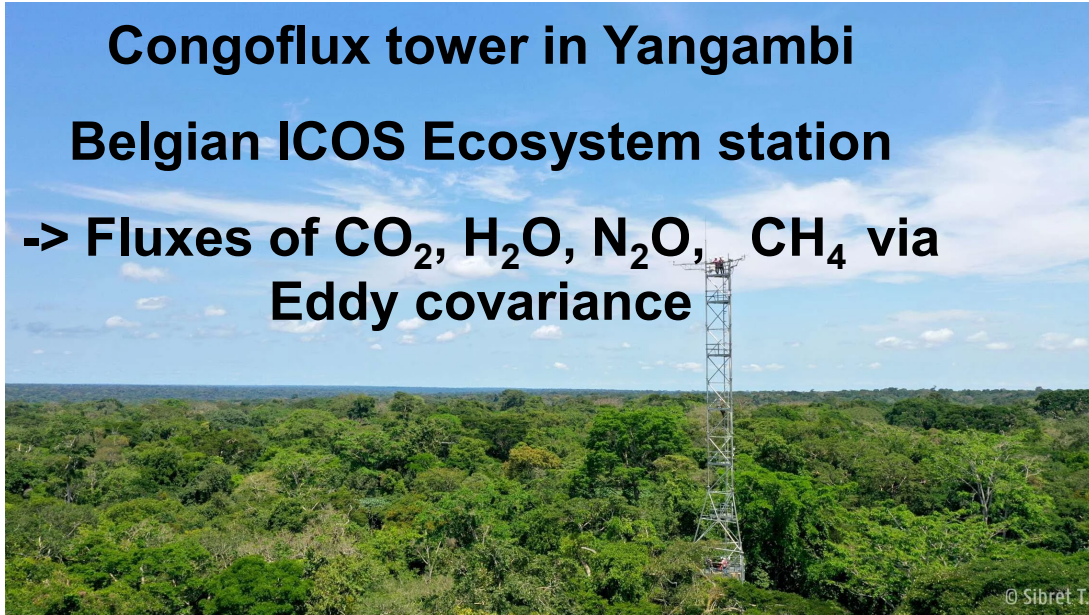 Congoflux tower in Yangambi
Belgian ICOS Ecosystem station
-> Fluxes of CO₂, H₂O, N₂O, CH₄ via
Eddy covariance
© Sibret T